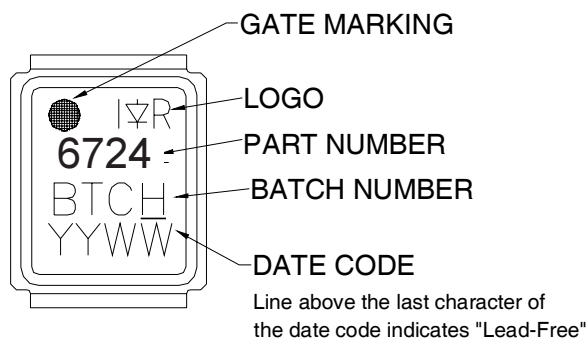 GATE MARKING
LOGO
I R
PART NUMBER
6724
BATCH NUMBER
BTCH
YYWW
DATE CODE
Line above the last character of
the date code indicates "Lead-Free"